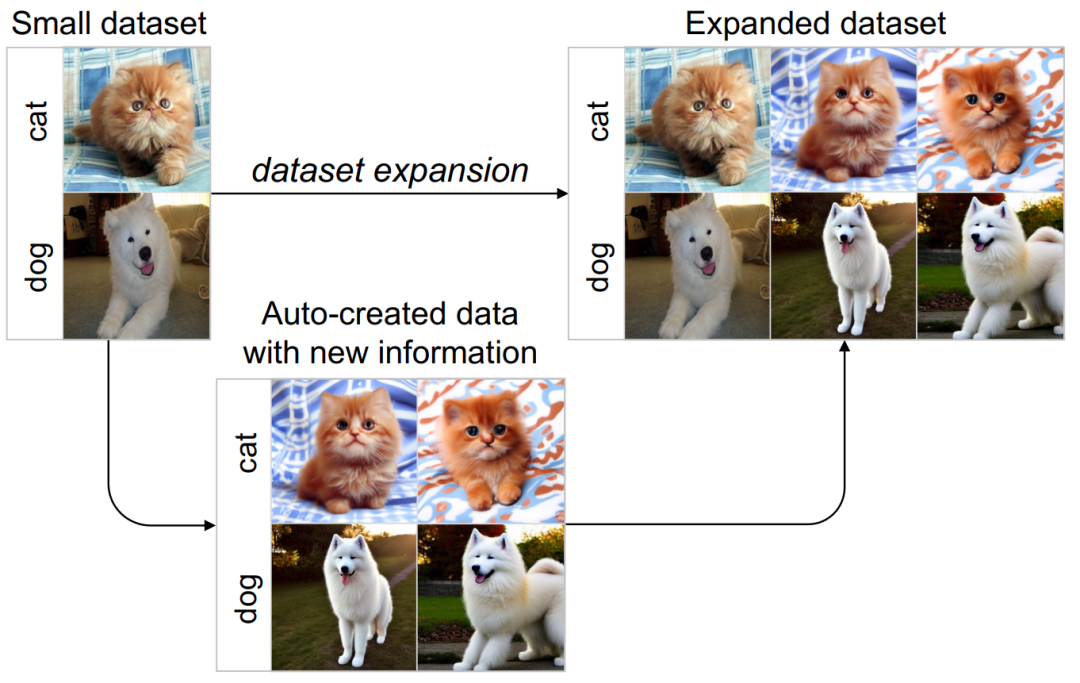 Small dataset
Expanded dataset
cat
dog
dataset expansion
cat
dog
Auto-created data
with new information
cat
dog